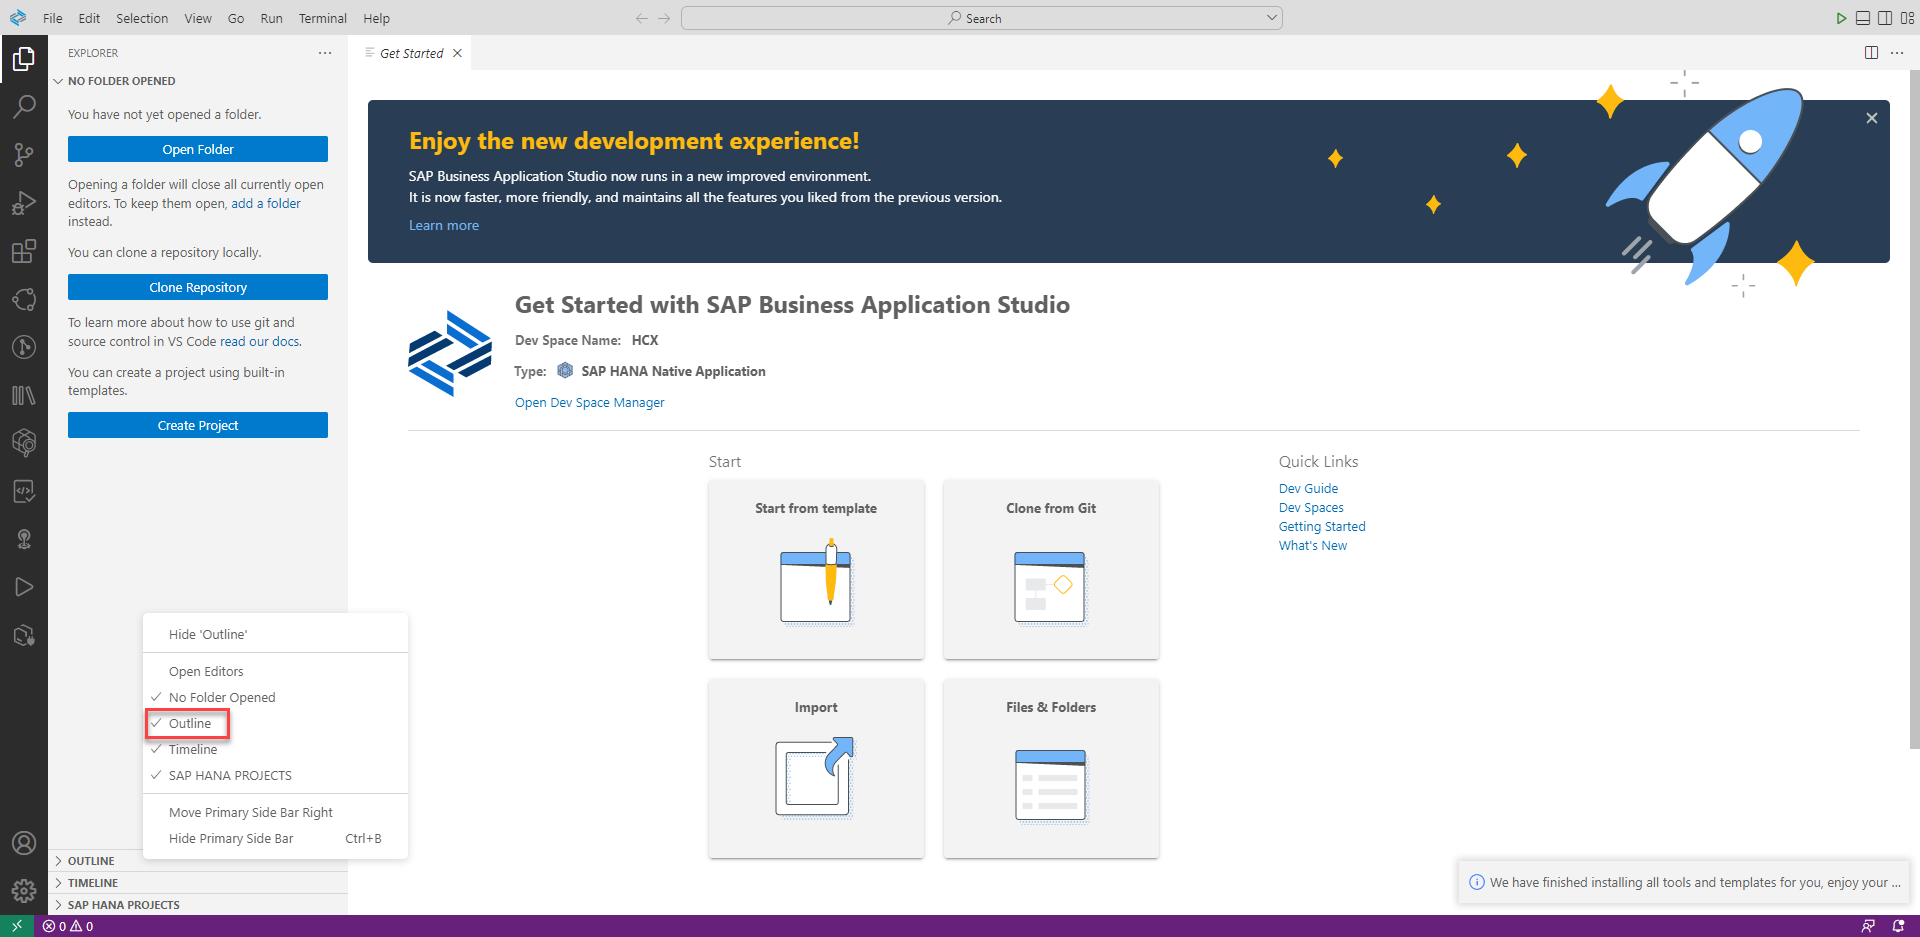 File Edit Selection View Go Run Terminal Help
Search
EXPLORER
Get Started
NO FOLDER OPENED
You have not yet opened a folder.
Open Folder
Opening a folder will close all currently open
editors. To keep them open, add a folder
instead.
You can clone a repository locally.
Clone Repository
To learn more about how to use git and
source control in VS Code read our docs.
You can create a project using built-in
templates.
Create Project
Enjoy the new development experience!
SAP Business Application Studio now runs in a new improved environment.
It is now faster, more friendly, and maintains all the features you liked from the previous version.
Learn more
Get Started with SAP Business Application Studio
Dev Space Name: HCX
Type: SAP HANA Native Application
Open Dev Space Manager
Start
Start from template
Clone from Git
Import
Files & Folders
Quick Links
Dev Guide
Dev Spaces
Getting Started
What's New
Hide 'Outline'
Open Editors
No Folder Opened
Outline
Timeline
SAP HANA PROJECTS
Move Primary Side Bar Right
Hide Primary Side Bar Ctrl+B
OUTLINE
TIMELINE
SAP HANA PROJECTS
We have finished installing all tools and templates for you, enjoy your ...
0 0